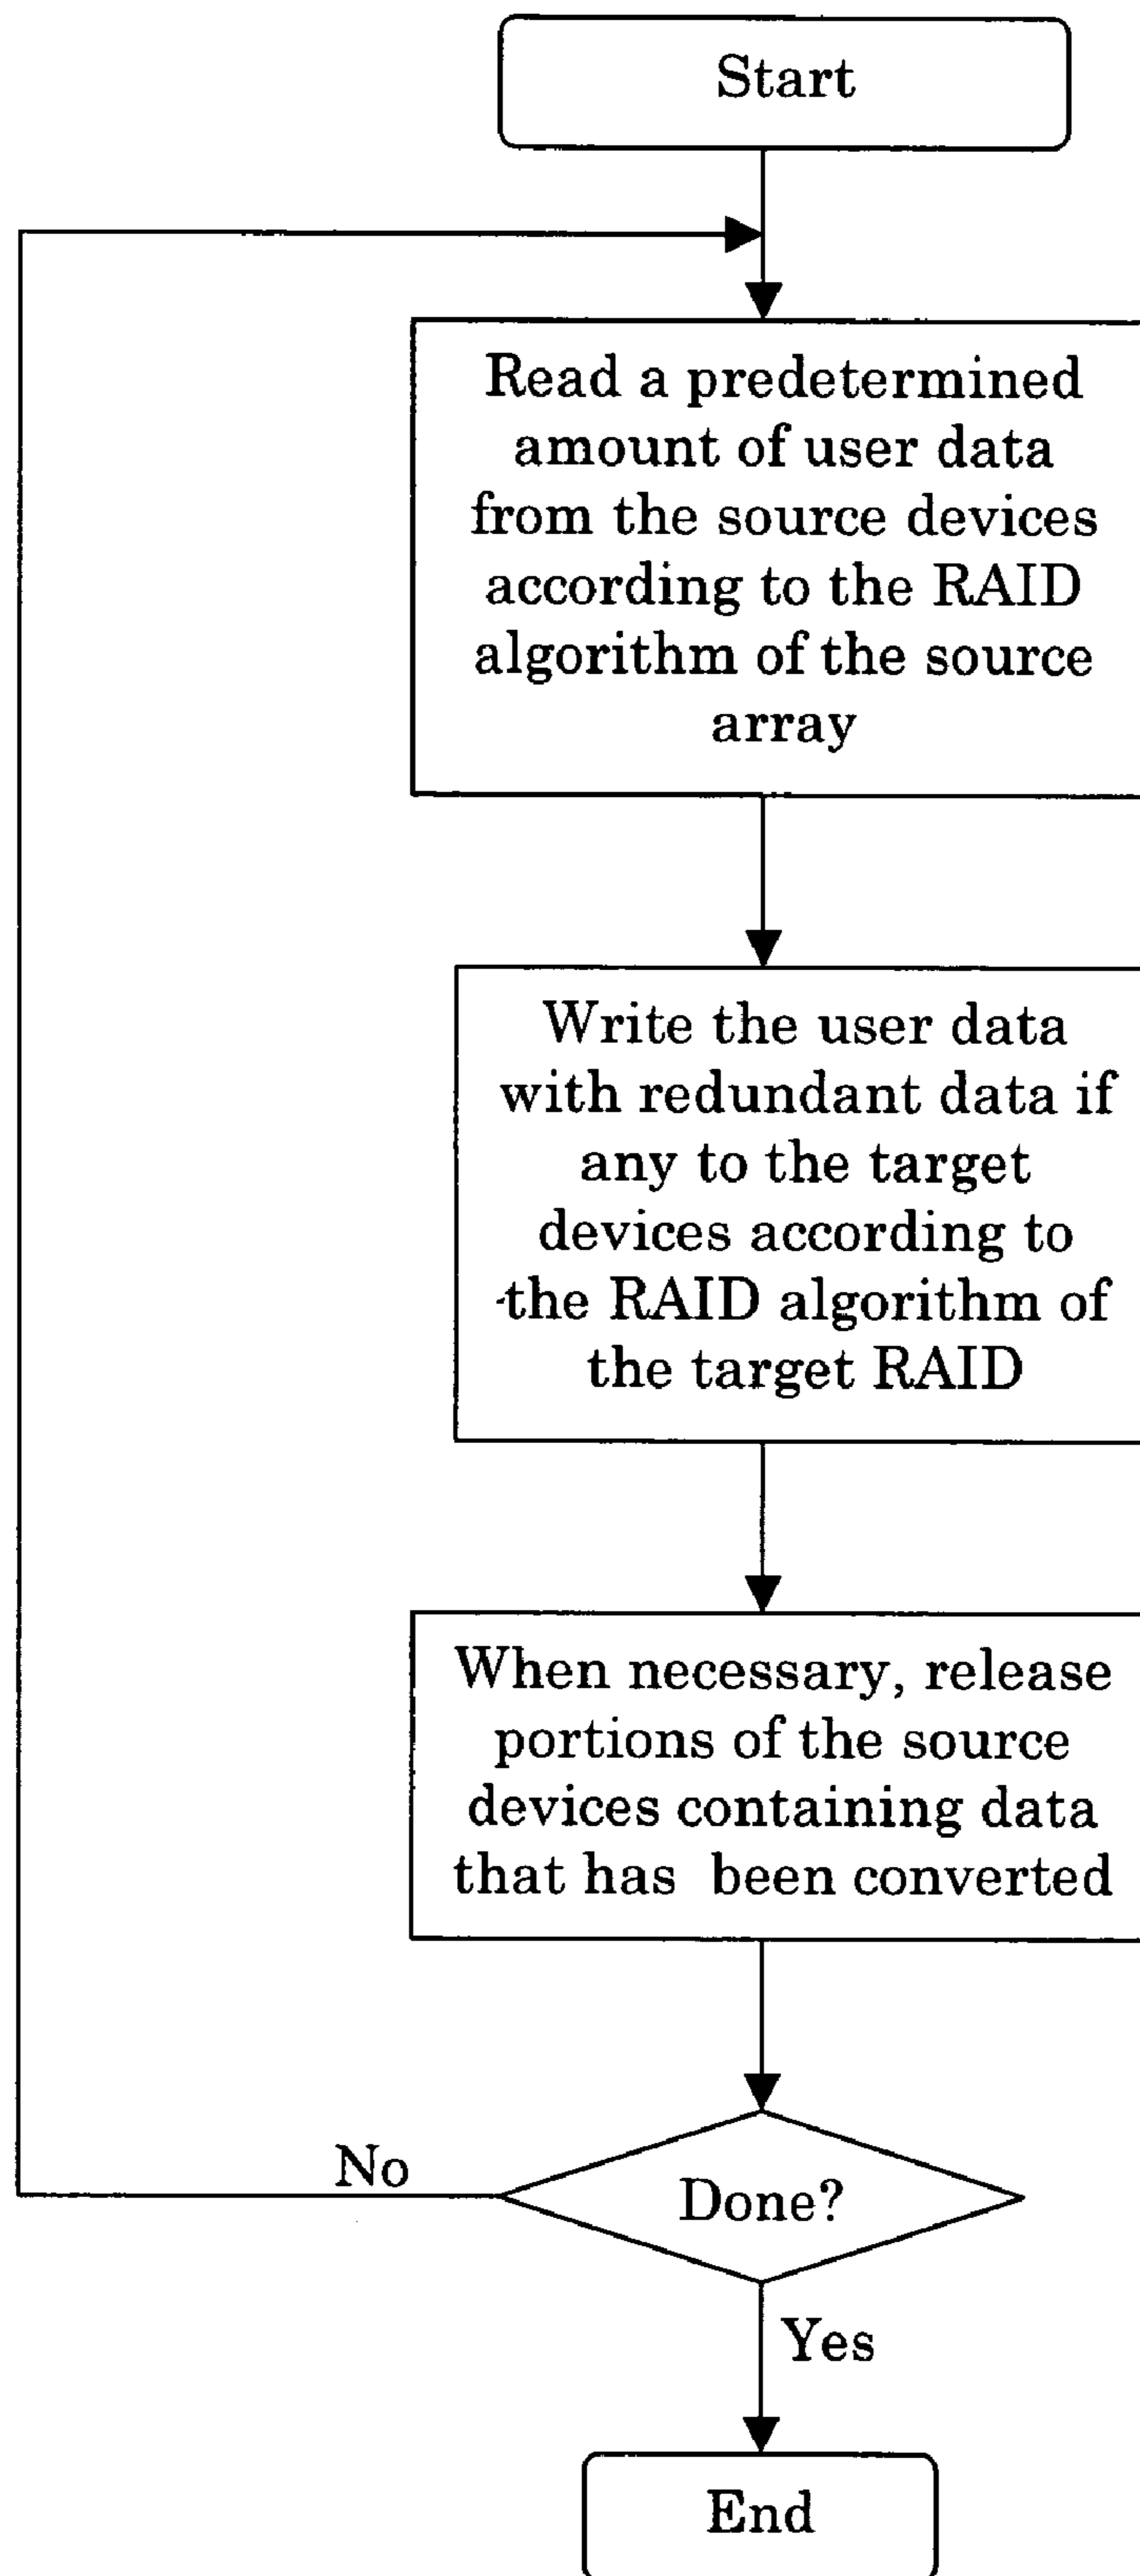 Start
Read a predetermined
amount of user data
from the source devices
according to the RAID
algorithm of the source
array
Write the user data
with redundant data if
any to the target
devices according to
the RAID algorithm of
the target RAID
When necessary, release
portions of the source
devices containing data
that has been converted
No
Done?
Yes
End